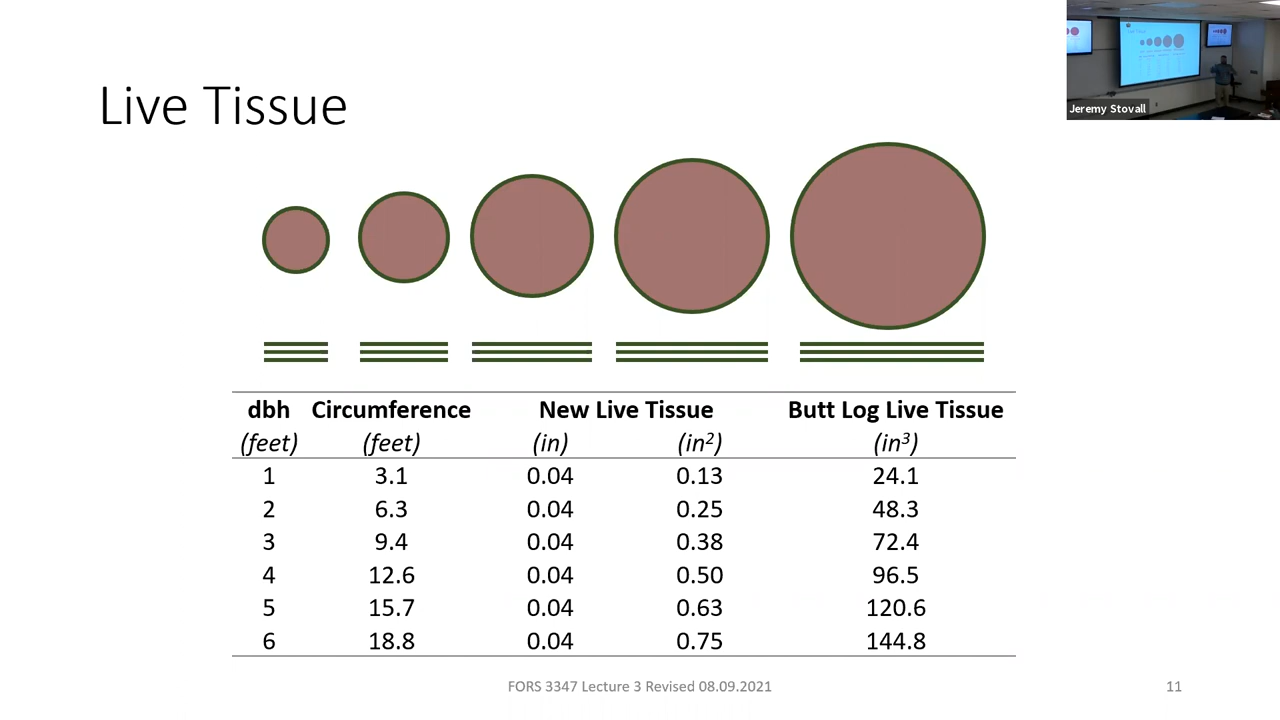 Live Tissue
Jeremy Stovall
dbh Circumference New Live Tissue Butt Log Live Tissue
(feet) (feet) (in) (in²) (in³)
1 3.1 0.04 0.13 24.1
2 6.3 0.04 0.25 48.3
3 9.4 0.04 0.38 72.4
4 12.6 0.04 0.50 96.5
5 15.7 0.04 0.63 120.6
6 18.8 0.04 0.75 144.8
FORS 3347 Lecture 3 Revised 08.09.2021 11